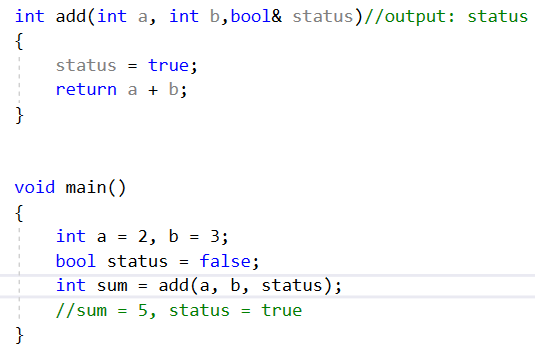 int add(int a, int b,bool& status)//output: status
{
    status = true;
    return a + b;
}
void main()
{
    int a = 2, b = 3;
    bool status = false;
    int sum = add(a, b, status);
    //sum = 5, status = true
}